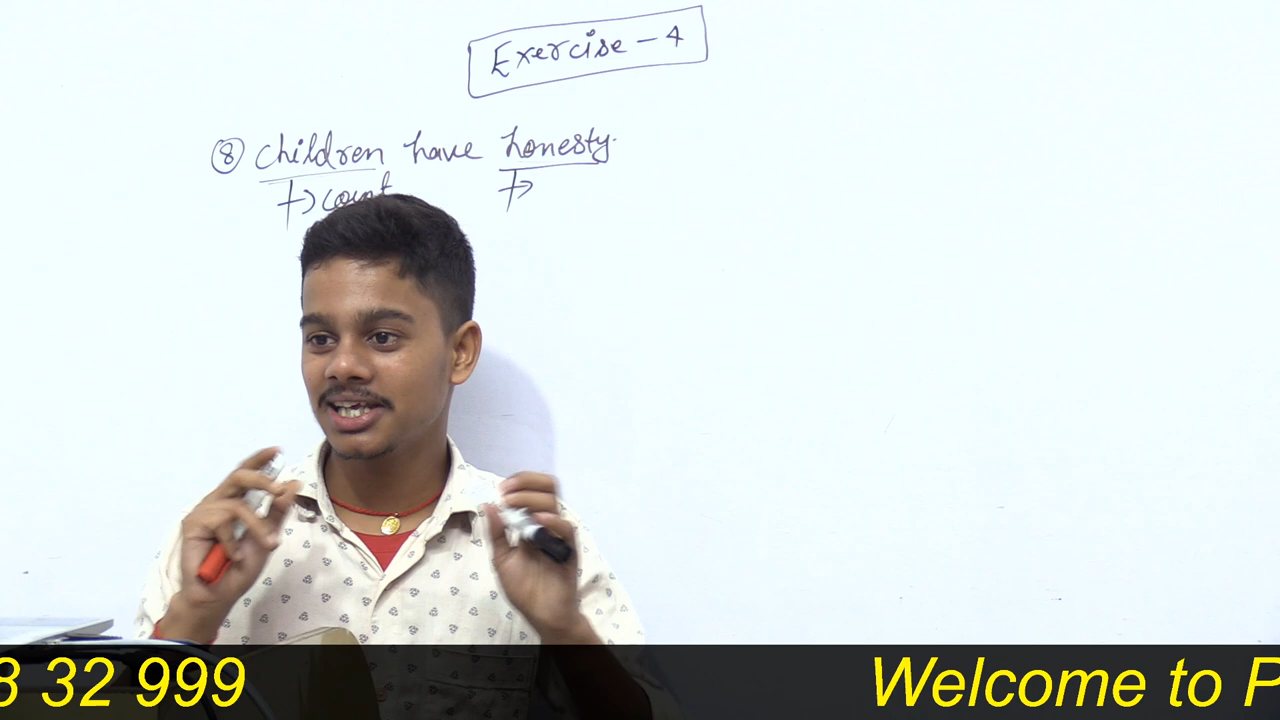 Exercise - 4
⑧ children have honesty.
↳ count ↳
8 32 999 Welcome to P